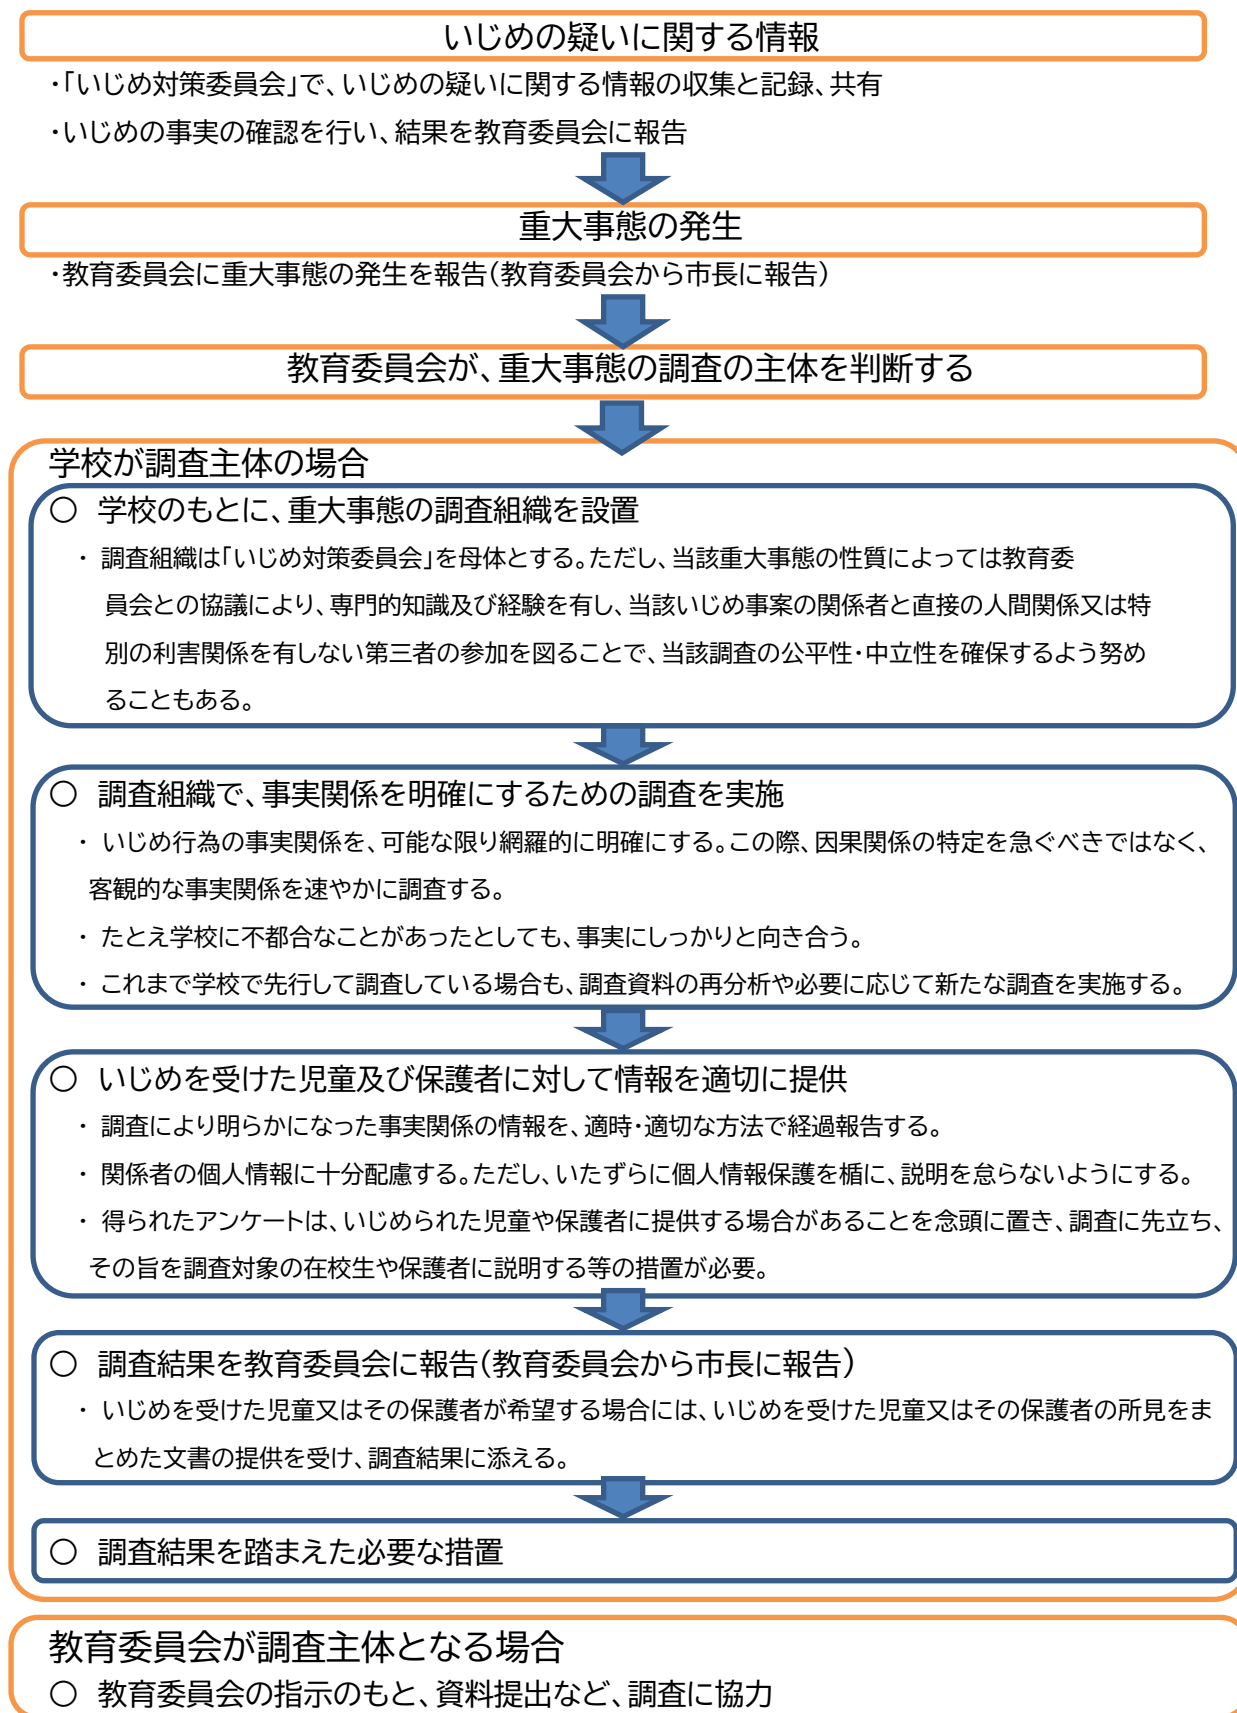 いじめの疑いに関する情報
・「いじめ対策委員会」で、いじめの疑いに関する情報の収集と記録、共有
・いじめの事実の確認を行い、結果を教育委員会に報告
重大事態の発生
・教育委員会に重大事態の発生を報告(教育委員会から市長に報告)
教育委員会が、重大事態の調査の主体を判断する
学校が調査主体の場合
○ 学校のもとに、重大事態の調査組織を設置
・ 調査組織は「いじめ対策委員会」を母体とする。ただし、当該重大事態の性質によっては教育委
員会との協議により、専門的知識及び経験を有し、当該いじめ事案の関係者と直接の人間関係又は特
別の利害関係を有しない第三者の参加を図ることで、当該調査の公平性・中立性を確保するよう努め
ることもある。
○ 調査組織で、事実関係を明確にするための調査を実施
・ いじめ行為の事実関係を、可能な限り網羅的に明確にする。この際、因果関係の特定を急ぐべきではなく、
客観的な事実関係を速やかに調査する。
・ たとえ学校に不都合なことがあったとしても、事実にしっかりと向き合う。
・ これまで学校で先行して調査している場合も、調査資料の再分析や必要に応じて新たな調査を実施する。
○ いじめを受けた児童及び保護者に対して情報を適切に提供
・ 調査により明らかになった事実関係の情報を、適時・適切な方法で経過報告する。
・ 関係者の個人情報に十分配慮する。ただし、いたずらに個人情報保護を楯に、説明を怠らないようにする。
・ 得られたアンケートは、いじめられた児童や保護者に提供する場合があることを念頭に置き、調査に先立ち、
その旨を調査対象の在校生や保護者に説明する等の措置が必要。
○ 調査結果を教育委員会に報告(教育委員会から市長に報告)
・ いじめを受けた児童又はその保護者が希望する場合には、いじめを受けた児童又はその保護者の所見をま
とめた文書の提供を受け、調査結果に添える。
○ 調査結果を踏まえた必要な措置
教育委員会が調査主体となる場合
○ 教育委員会の指示のもと、資料提出など、調査に協力